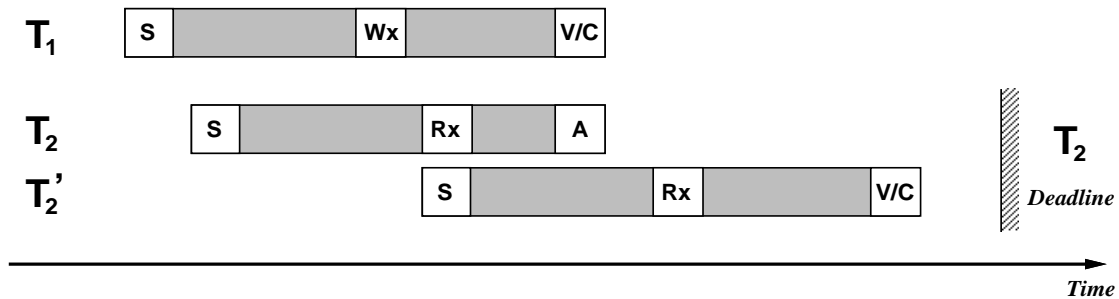 T1 S Wx V/C
T2 S Rx A T2
T2' S Rx V/C Deadline
Time